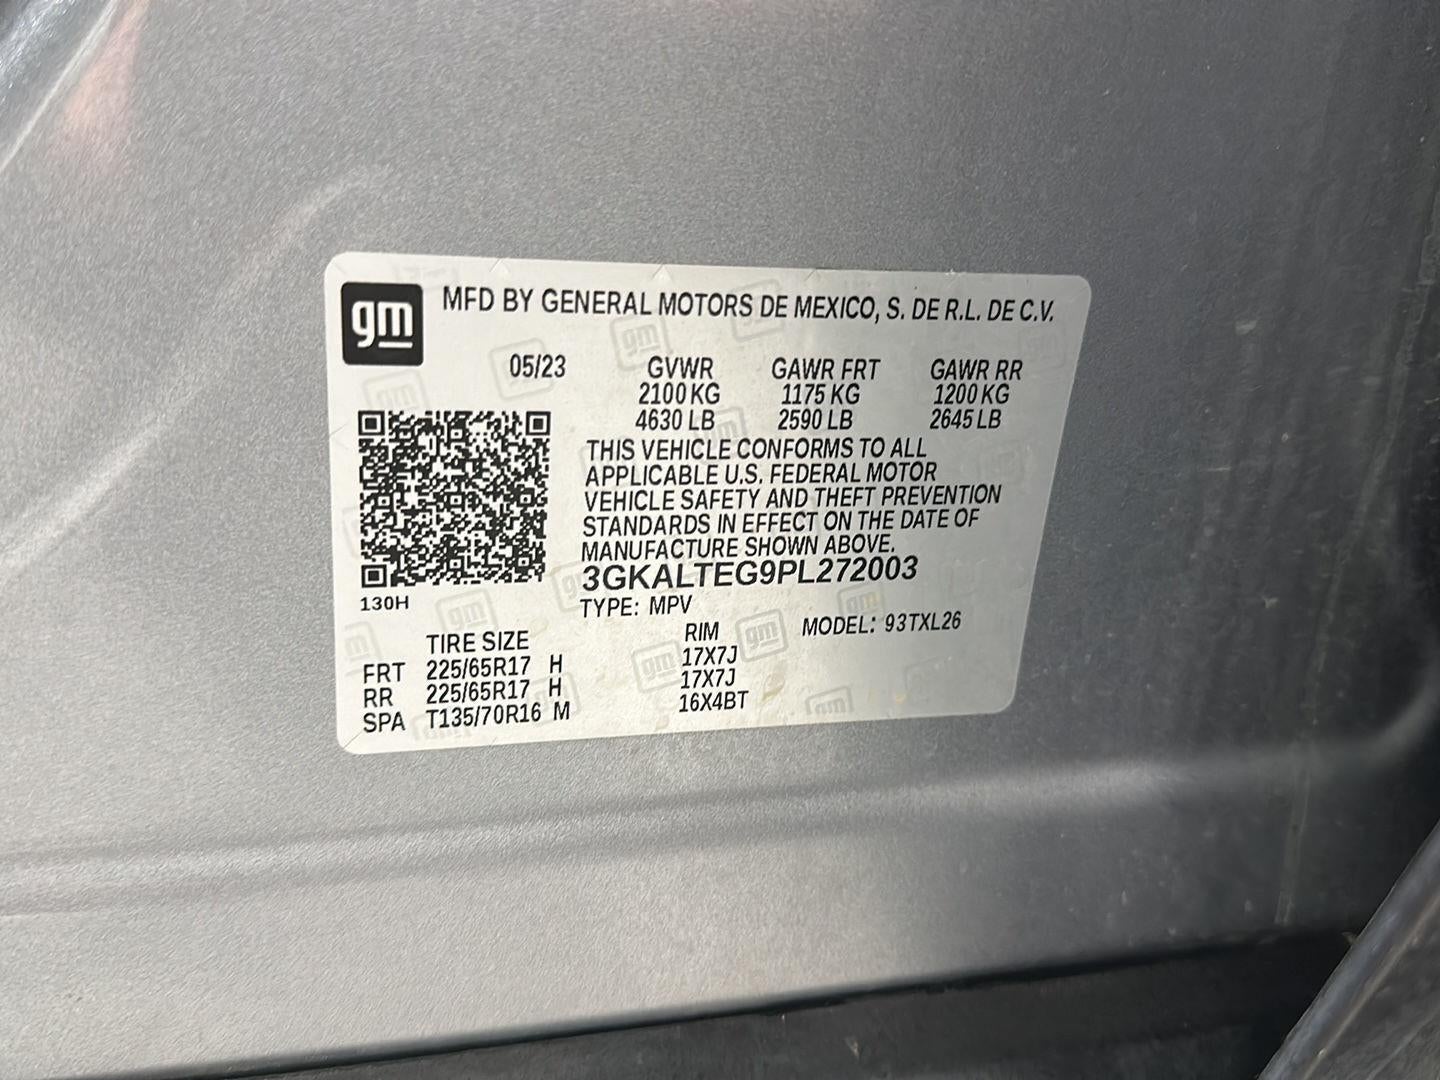 gm MFD BY GENERAL MOTORS DE MEXICO, S. DE R.L. DE C.V.
05/23 GVWR GAWR FRT GAWR RR
2100 KG 1175 KG 1200 KG
4630 LB 2590 LB 2645 LB
THIS VEHICLE CONFORMS TO ALL
APPLICABLE U.S. FEDERAL MOTOR
VEHICLE SAFETY AND THEFT PREVENTION
STANDARDS IN EFFECT ON THE DATE OF
MANUFACTURE SHOWN ABOVE.
3GKALTEG9PL272003
130H
TYPE: MPV MODEL: 93TXL26
TIRE SIZE RIM
FRT 225/65R17 H 17X7J
RR 225/65R17 H 17X7J
SPA T135/70R16 M 16X4BT